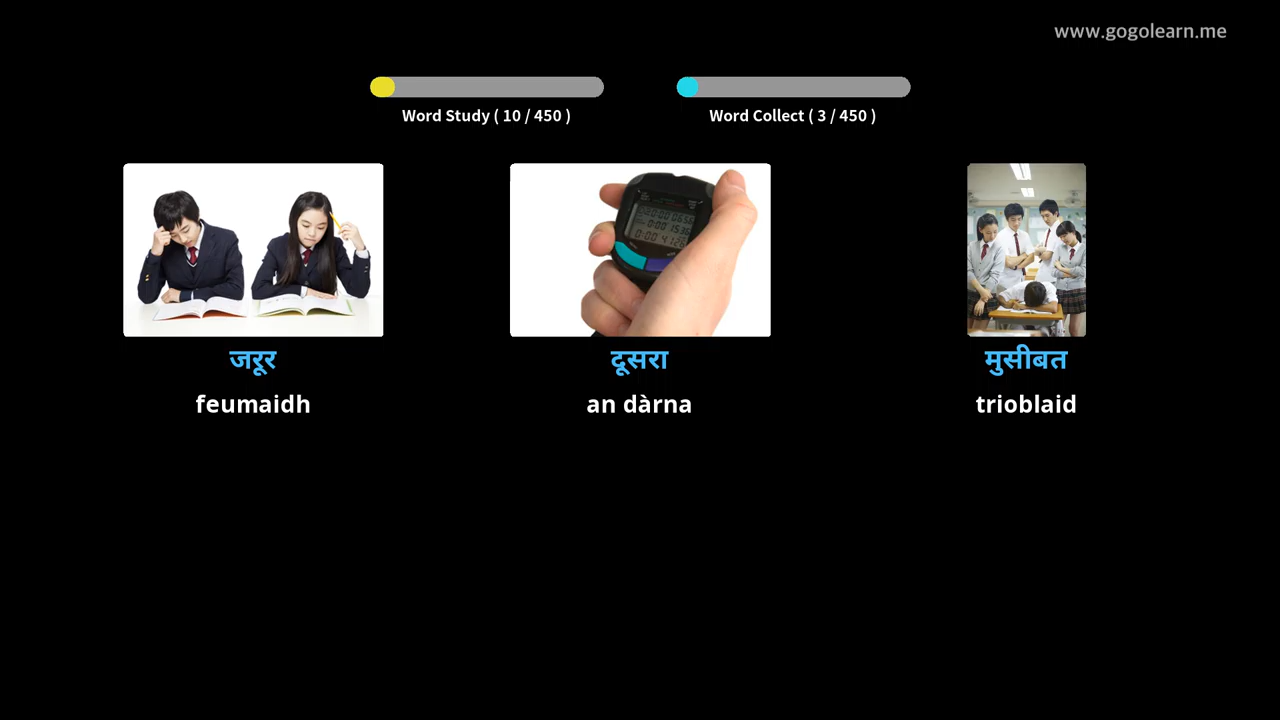 www.gogolearn.me
Word Study ( 10 / 450 )
Word Collect ( 3 / 450 )
जरूर
दूसरा
मुसीबत
feumaidh
an dàrna
trioblaid